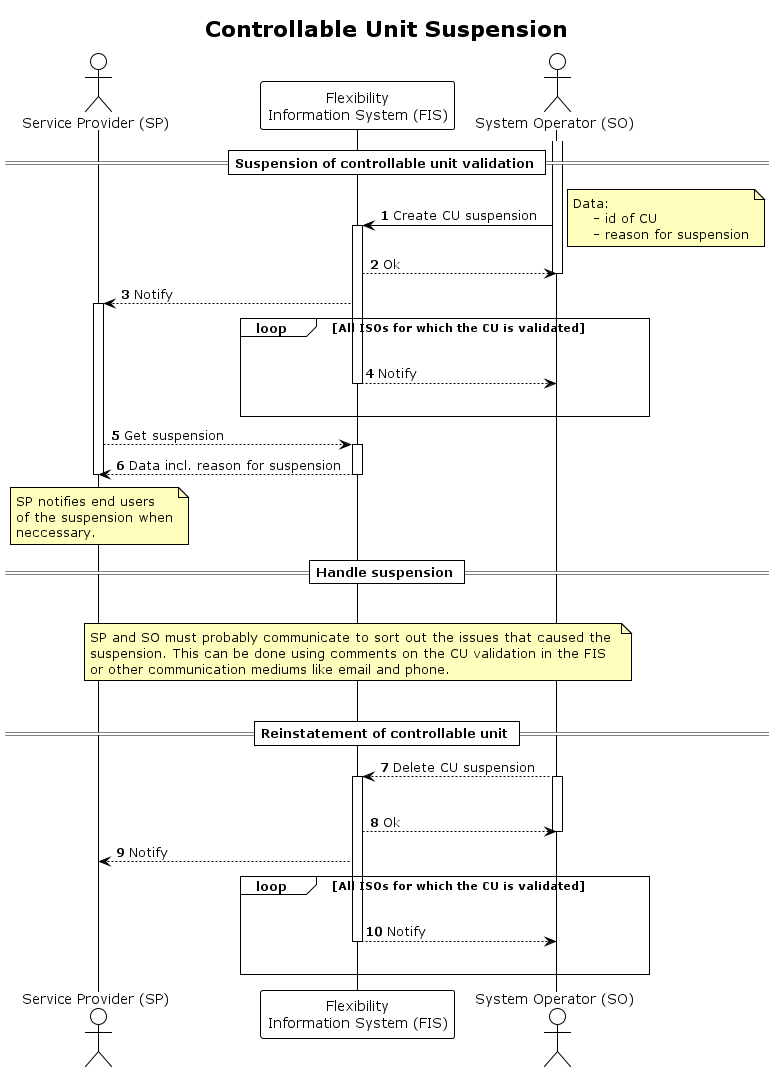 Controllable Unit Suspension
Service Provider (SP)
Flexibility
Information System (FIS)
System Operator (SO)
Suspension of controllable unit validation
Data:
- id of CU
- reason for suspension
1 Create CU suspension
2 Ok
3 Notify
loop [All ISOs for which the CU is validated]
4 Notify
5 Get suspension
6 Data incl. reason for suspension
SP notifies end users
of the suspension when
neccessary.
Handle suspension
SP and SO must probably communicate to sort out the issues that caused the
suspension. This can be done using comments on the CU validation in the FIS
or other communication mediums like email and phone.
Reinstatement of controllable unit
7 Delete CU suspension
8 Ok
9 Notify
loop [All ISOs for which the CU is validated]
10 Notify
Service Provider (SP)
Flexibility
Information System (FIS)
System Operator (SO)